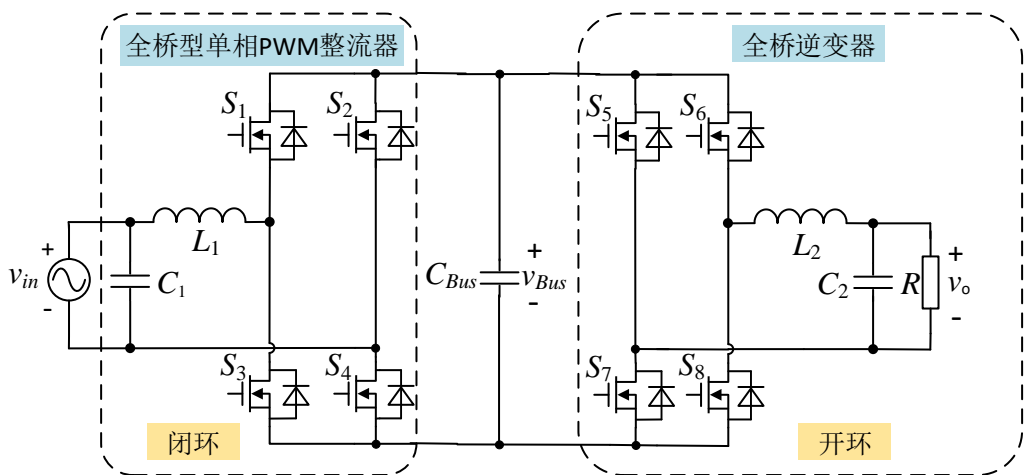 全桥型单相PWM整流器
全桥逆变器
S1
S2
S5
S6
+
vin
-
L1
C1
CBus
+
vBus
-
L2
C2
R
+
vo
-
S3
S4
S7
S8
闭环
开环